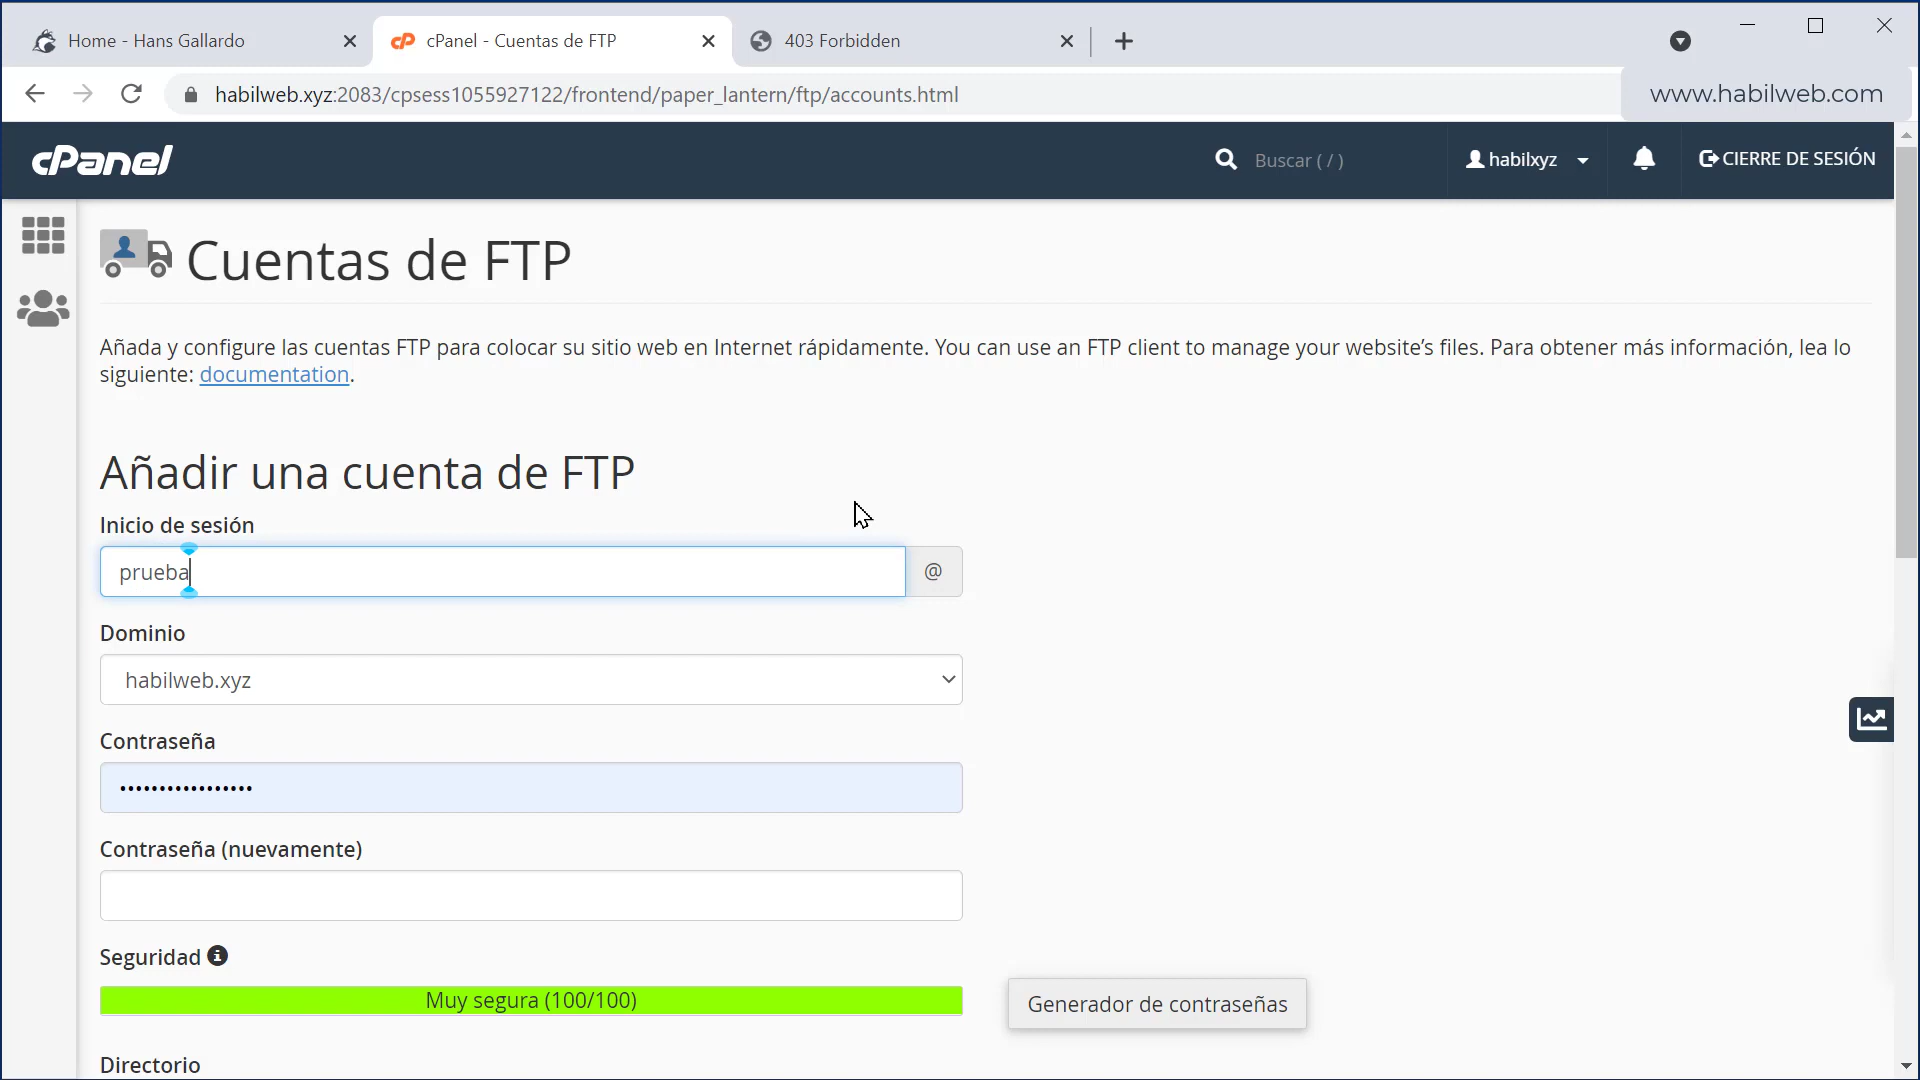 Home - Hans Gallardo
cPanel - Cuentas de FTP
403 Forbidden
habilweb.xyz:2083/cpsess1055927122/frontend/paper_lantern/ftp/accounts.html
www.habilweb.com
cPanel
Buscar ( / )
habilxyz
CIERRE DE SESIÓN
Cuentas de FTP
Añada y configure las cuentas FTP para colocar su sitio web en Internet rápidamente. You can use an FTP client to manage your website’s files. Para obtener más información, lea lo
siguiente: documentation.
Añadir una cuenta de FTP
Inicio de sesión
prueba @
Dominio
habilweb.xyz
Contraseña
•••••••••••••••••
Contraseña (nuevamente)
Seguridad
Muy segura (100/100)
Generador de contraseñas
Directorio